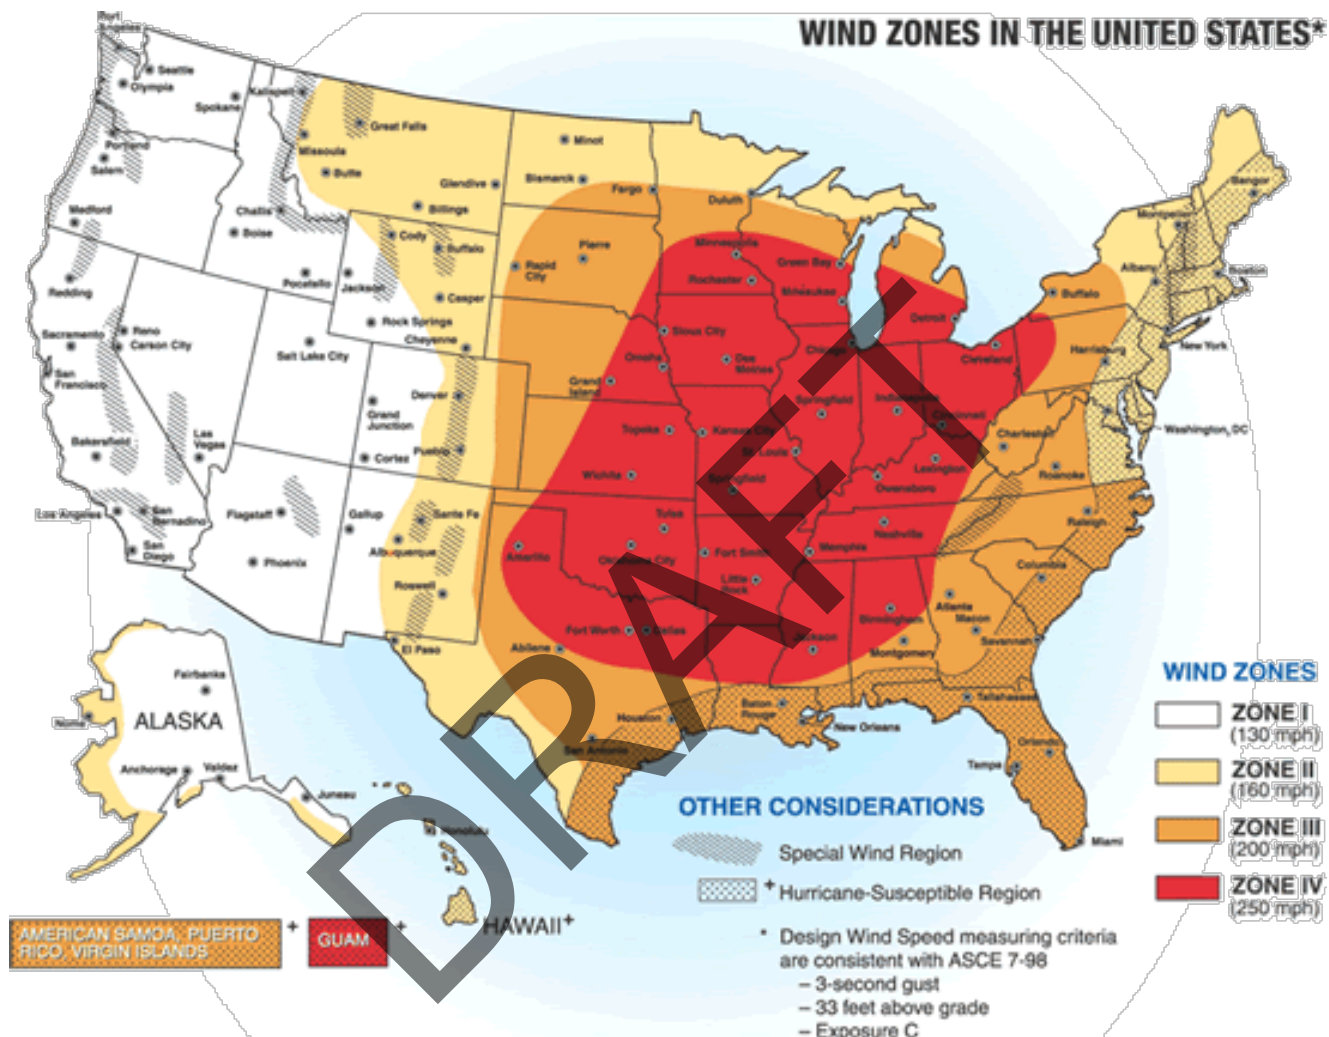 WIND ZONES IN THE UNITED STATES*
Port
Angeles
Seattle
Olympia
Spokane
Kalispell
Great Falls
Missoula
Butte
Glendive
Billings
Minot
Bismarck
Fargo
Duluth
Portland
Salem
Medford
Challis
Boise
Pocatello
Jackson
Cody
Buffalo
Casper
Rock Springs
Cheyenne
Rapid
City
Pierre
Minneapolis
Rochester
Green Bay
Milwaukee
Detroit
Buffalo
Albany
Montpelier
Bangor
Boston
New York
Harrisburg
Washington, DC
Redding
Sacramento
San
Francisco
Reno
Carson City
Salt Lake City
Grand
Junction
Denver
Pueblo
Cortez
Grand
Island
Omaha
Sioux City
Des
Moines
Chicago
Cleveland
Springfield
Indianapolis
Cincinnati
Charleston
Roanoke
Raleigh
Bakersfield
Las
Vegas
Los Angeles
San
Bernadino
San
Diego
Flagstaff
Phoenix
Gallup
Sante Fe
Albuquerque
Roswell
El Paso
Topeka
Kansas City
St. Louis
Wichita
Springfield
Lexington
Owensboro
Nashville
Memphis
Tulsa
Oklahoma City
Fort Smith
Little
Rock
Amarillo
Fort Worth
Dallas
Abilene
Jackson
Birmingham
Montgomery
Atlanta
Macon
Columbia
Savannah
Tallahassee
Houston
San Antonio
Baton
Rouge
New Orleans
Orlando
Tampa
Miami
Fairbanks
Nome
ALASKA
Anchorage
Valdez
Juneau
Honolulu
HAWAII+
AMERICAN SAMOA, PUERTO
RICO, VIRGIN ISLANDS
+
GUAM
+
WIND ZONES
ZONE I
(130 mph)
ZONE II
(160 mph)
ZONE III
(200 mph)
ZONE IV
(250 mph)
OTHER CONSIDERATIONS
Special Wind Region
+ Hurricane-Susceptible Region
* Design Wind Speed measuring criteria
are consistent with ASCE 7-98
– 3-second gust
– 33 feet above grade
– Exposure C
DRAFT